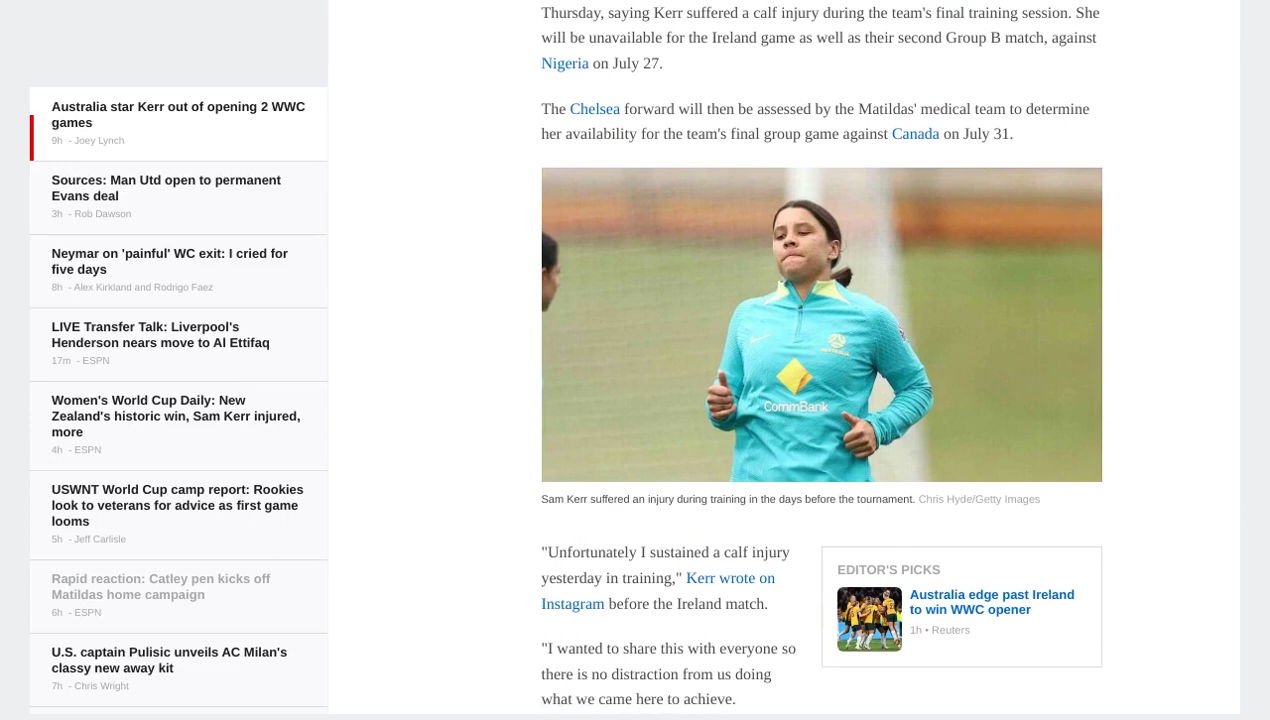 Thursday, saying Kerr suffered a calf injury during the team's final training session. She
will be unavailable for the Ireland game as well as their second Group B match, against
Nigeria on July 27.
The Chelsea forward will then be assessed by the Matildas' medical team to determine
her availability for the team's final group game against Canada on July 31.
CommBank
Sam Kerr suffered an injury during training in the days before the tournament. Chris Hyde/Getty Images
"Unfortunately I sustained a calf injury
yesterday in training," Kerr wrote on
Instagram before the Ireland match.
"I wanted to share this with everyone so
there is no distraction from us doing
what we came here to achieve.
EDITOR'S PICKS
Australia edge past Ireland
to win WWC opener
1h • Reuters
Australia star Kerr out of opening 2 WWC
games
9h - Joey Lynch
Sources: Man Utd open to permanent
Evans deal
3h - Rob Dawson
Neymar on 'painful' WC exit: I cried for
five days
8h - Alex Kirkland and Rodrigo Faez
LIVE Transfer Talk: Liverpool's
Henderson nears move to Al Ettifaq
17m - ESPN
Women's World Cup Daily: New
Zealand's historic win, Sam Kerr injured,
more
4h - ESPN
USWNT World Cup camp report: Rookies
look to veterans for advice as first game
looms
5h - Jeff Carlisle
Rapid reaction: Catley pen kicks off
Matildas home campaign
6h - ESPN
U.S. captain Pulisic unveils AC Milan's
classy new away kit
7h - Chris Wright